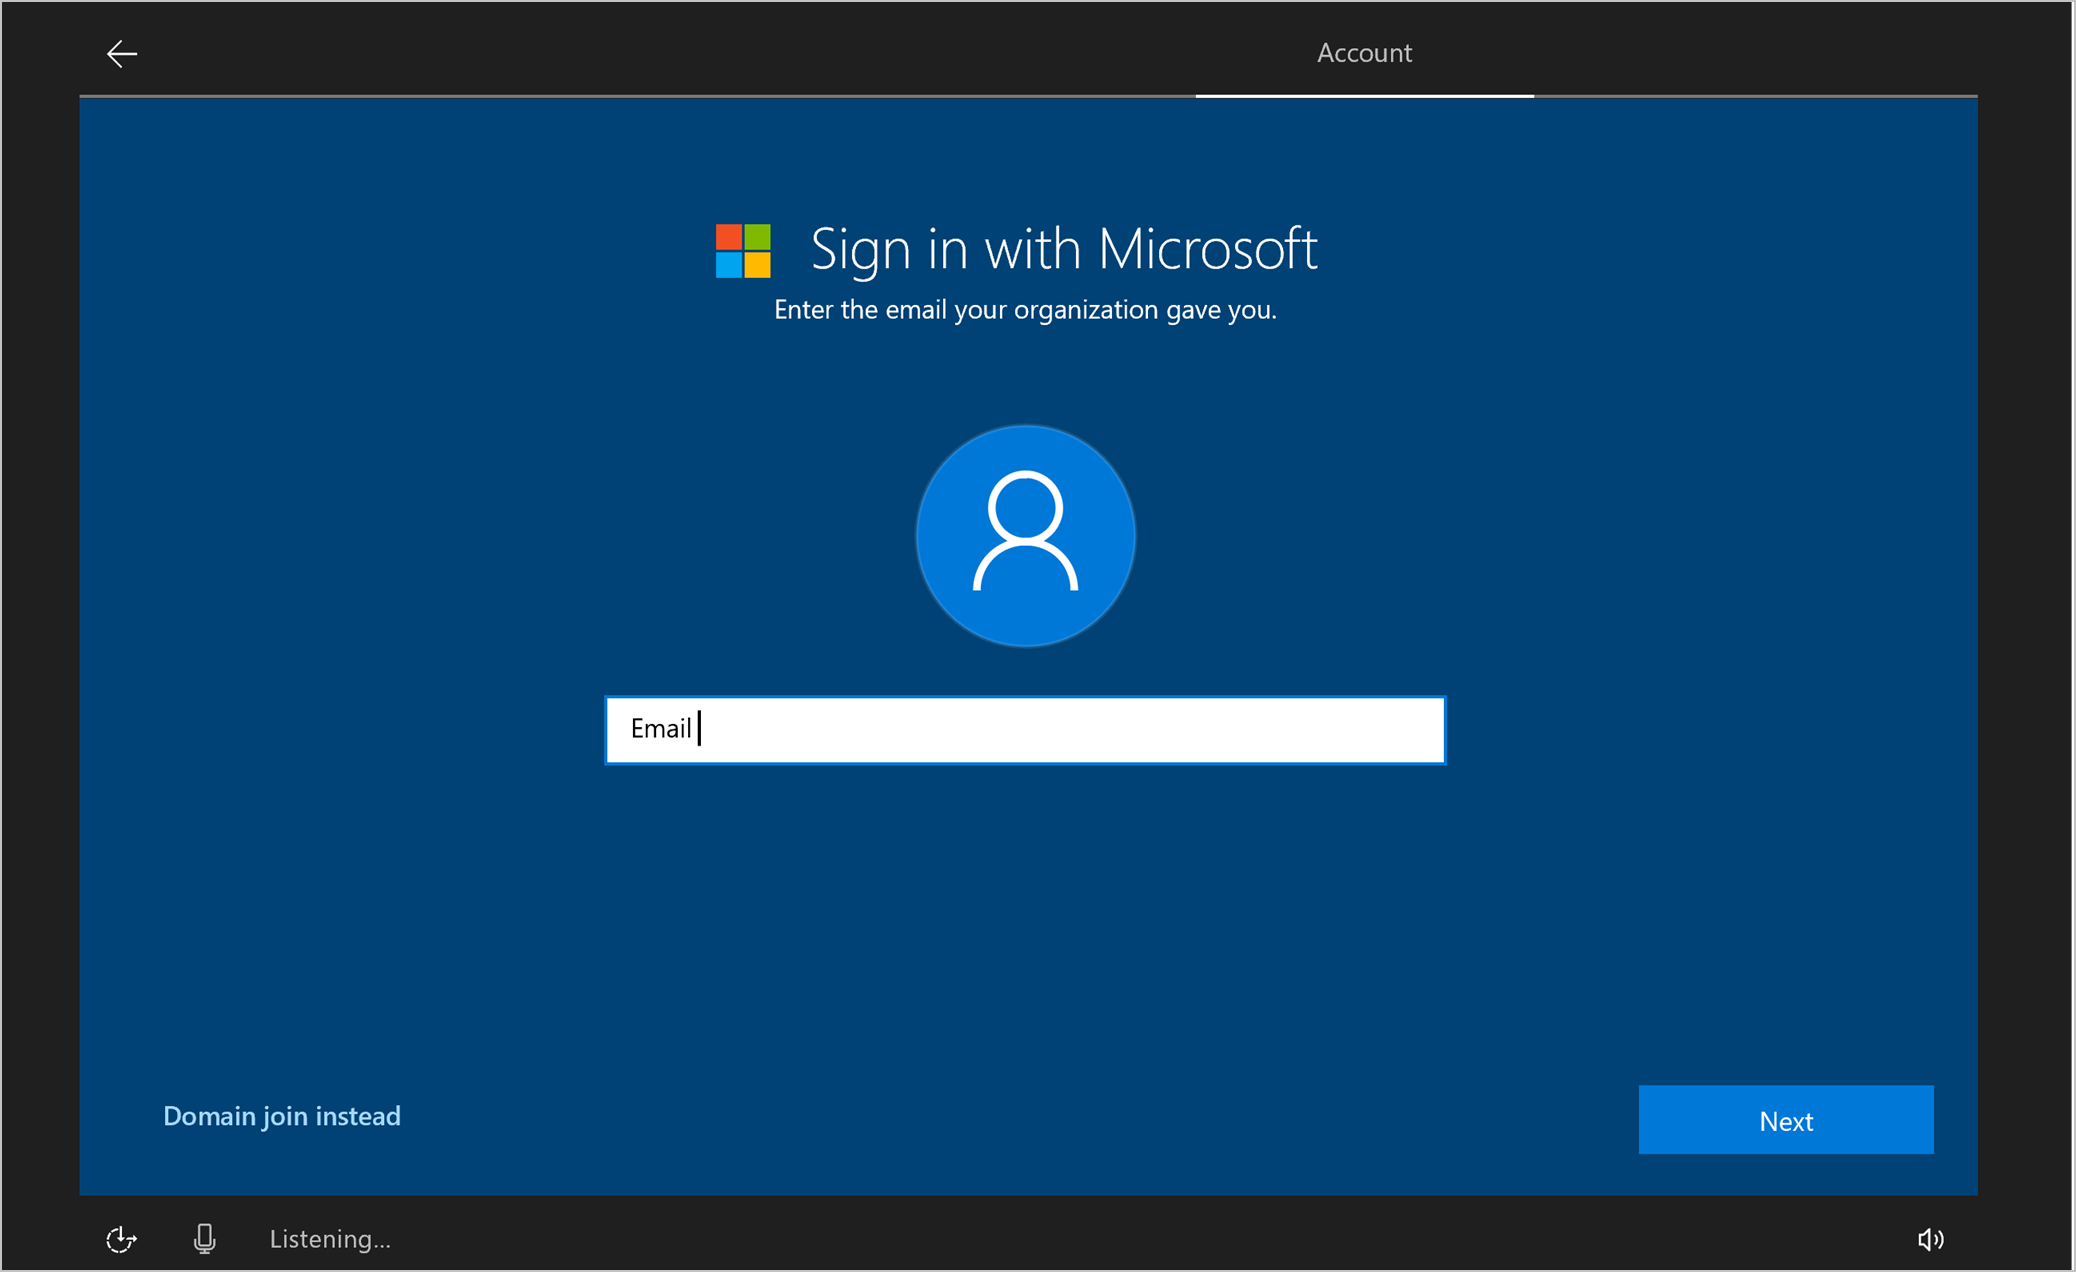 Account
Sign in with Microsoft
Enter the email your organization gave you.
Email
Domain join instead
Next
Listening...